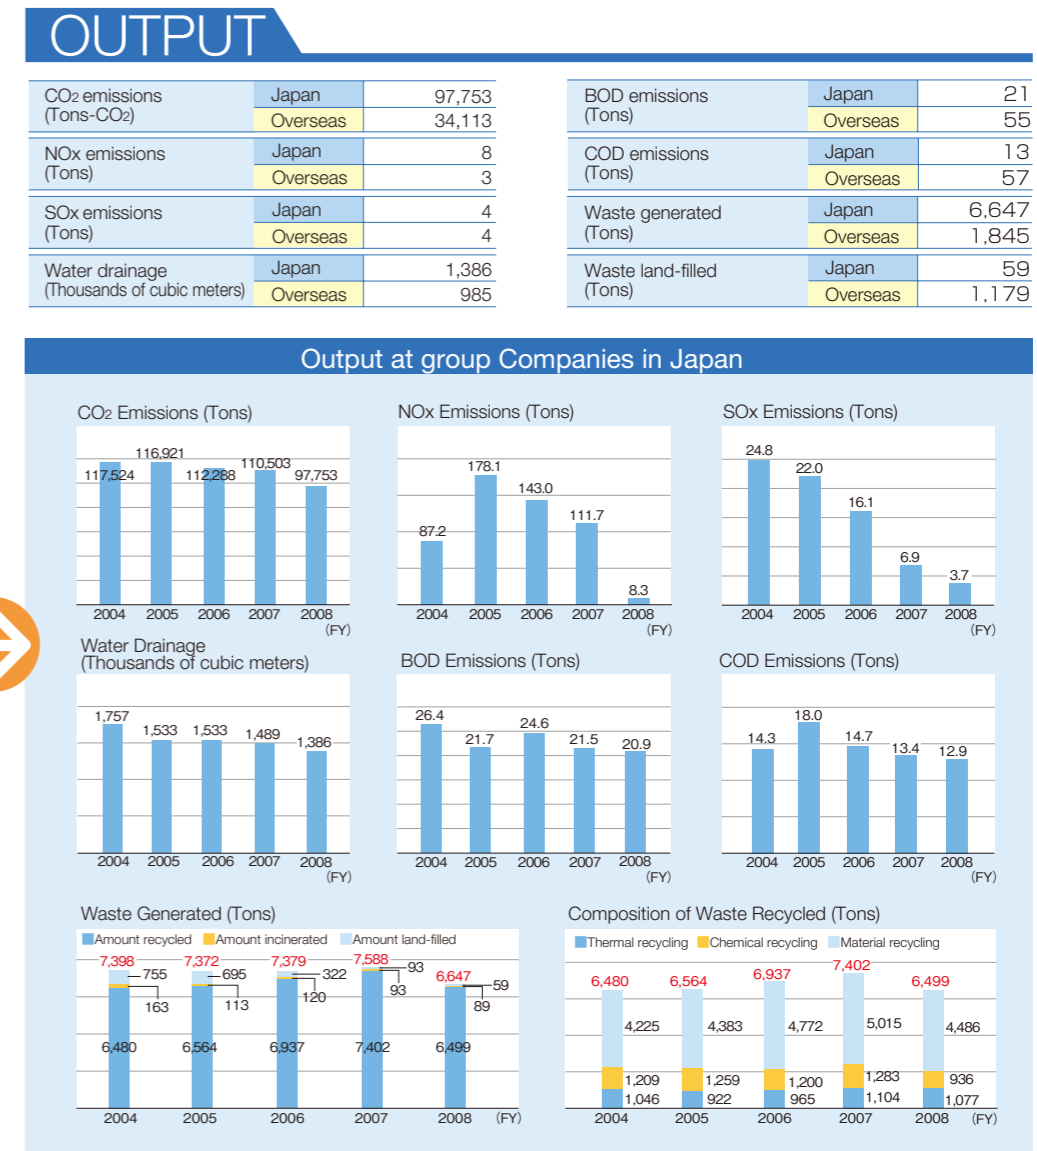 OUTPUT
CO2 emissions
(Tons-CO2)
Japan 97,753
Overseas 34,113
NOx emissions
(Tons)
Japan 8
Overseas 3
SOx emissions
(Tons)
Japan 4
Overseas 4
Water drainage
(Thousands of cubic meters)
Japan 1,386
Overseas 985
BOD emissions
(Tons)
Japan 21
Overseas 55
COD emissions
(Tons)
Japan 13
Overseas 57
Waste generated
(Tons)
Japan 6,647
Overseas 1,845
Waste land-filled
(Tons)
Japan 59
Overseas 1,179
Output at group Companies in Japan
CO2 Emissions (Tons)
117,524 116,921 112,288 110,503 97,753
2004 2005 2006 2007 2008
(FY)
NOx Emissions (Tons)
87.2 178.1 143.0 111.7 8.3
2004 2005 2006 2007 2008
(FY)
SOx Emissions (Tons)
24.8 22.0 16.1 6.9 3.7
2004 2005 2006 2007 2008
(FY)
Water Drainage
(Thousands of cubic meters)
1,757 1,533 1,533 1,489 1,386
2004 2005 2006 2007 2008
(FY)
BOD Emissions (Tons)
26.4 21.7 24.6 21.5 20.9
2004 2005 2006 2007 2008
(FY)
COD Emissions (Tons)
14.3 18.0 14.7 13.4 12.9
2004 2005 2006 2007 2008
(FY)
Waste Generated (Tons)
Amount recycled Amount incinerated Amount land-filled
7,398 7,372 7,379 7,588 6,647
755 695 322 93 59
163 113 120 93 89
6,480 6,564 6,937 7,402 6,499
2004 2005 2006 2007 2008 (FY)
Composition of Waste Recycled (Tons)
Thermal recycling Chemical recycling Material recycling
6,480 6,564 6,937 7,402 6,499
4,225 4,383 4,772 5,015 4,486
1,209 1,259 1,200 1,283 936
1,046 922 965 1,104 1,077
2004 2005 2006 2007 2008 (FY)